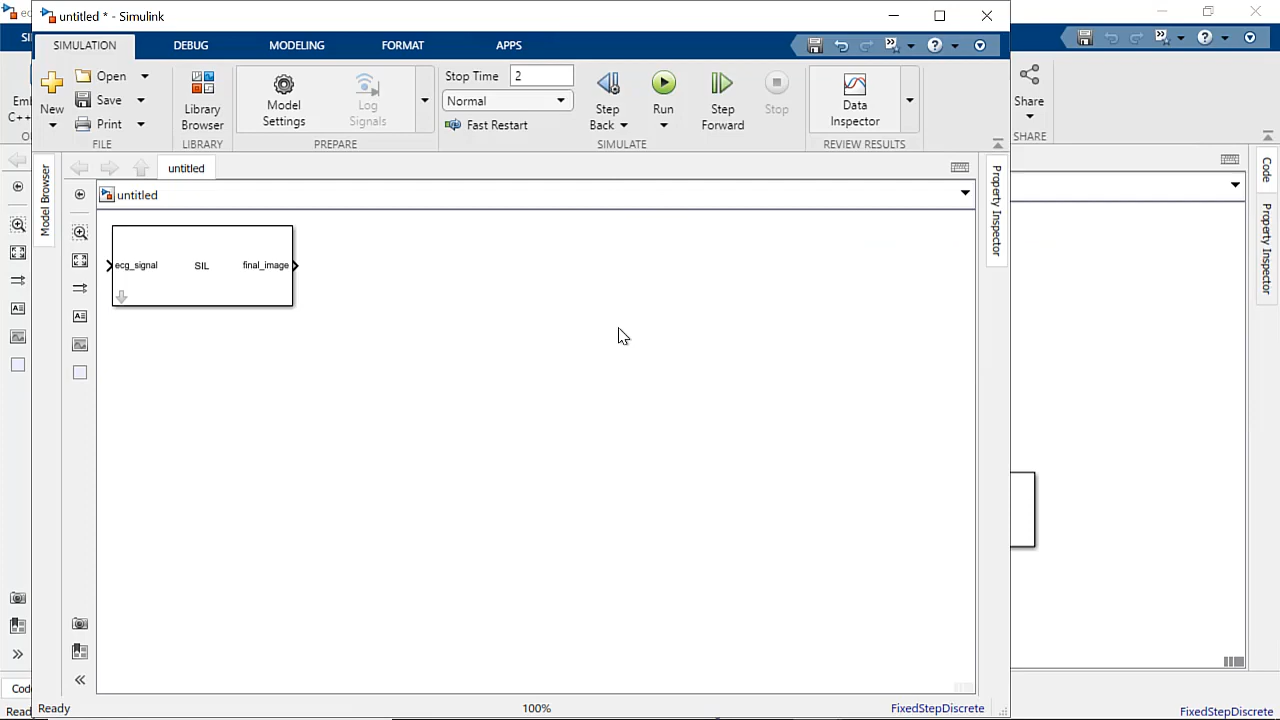 untitled * - Simulink
SIMULATION
DEBUG
MODELING
FORMAT
APPS
New
Open
Save
Print
FILE
Library
Browser
LIBRARY
Model
Settings
Log
Signals
PREPARE
Stop Time 2
Normal
Fast Restart
Step
Back
Run
Step
Forward
Stop
SIMULATE
Data
Inspector
REVIEW RESULTS
Share
SHARE
Model Browser
untitled
untitled
ecg_signal SIL final_image
Property Inspector
Code
Property Inspector
Ready
100%
FixedStepDiscrete
FixedStepDiscrete